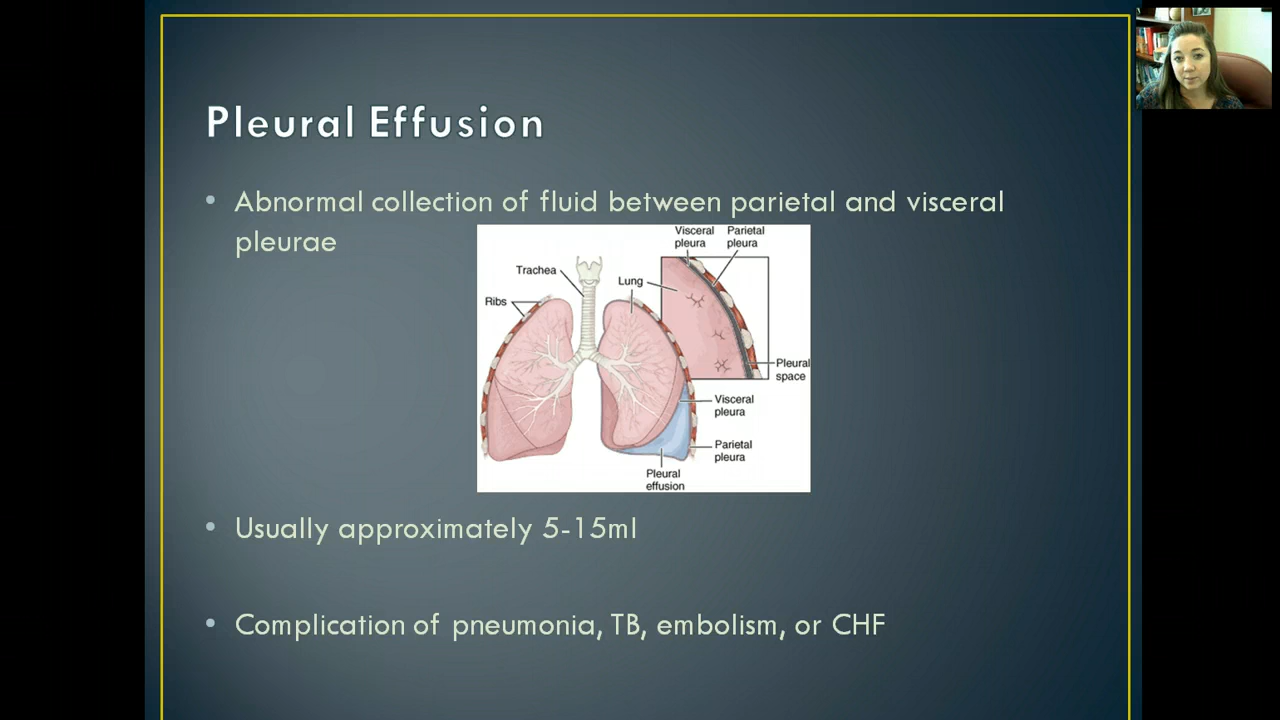 Pleural Effusion
• Abnormal collection of fluid between parietal and visceral
pleurae
Visceral
pleura
Parietal
pleura
Trachea
Lung
Ribs
Pleural
space
Visceral
pleura
Parietal
pleura
Pleural
effusion
• Usually approximately 5-15ml
• Complication of pneumonia, TB, embolism, or CHF